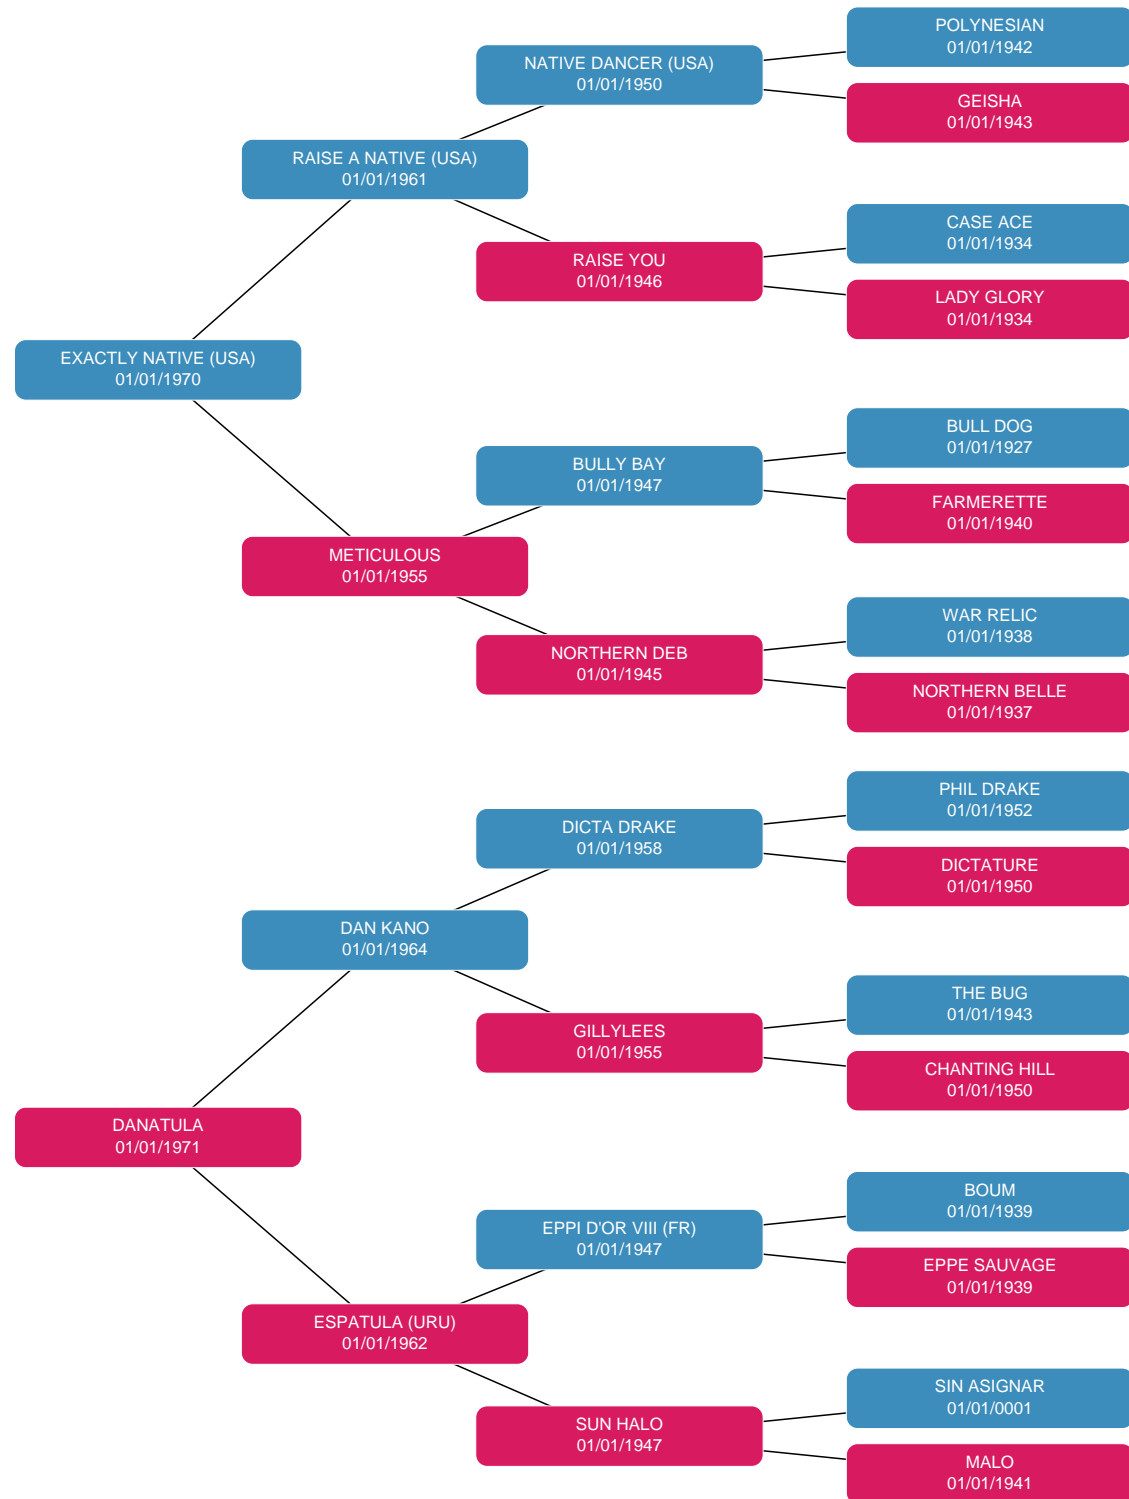 POLYNESIAN
01/01/1942
NATIVE DANCER (USA)
01/01/1950
GEISHA
01/01/1943
RAISE A NATIVE (USA)
01/01/1961
CASE ACE
01/01/1934
RAISE YOU
01/01/1946
LADY GLORY
01/01/1934
EXACTLY NATIVE (USA)
01/01/1970
BULL DOG
01/01/1927
BULLY BAY
01/01/1947
FARMERETTE
01/01/1940
METICULOUS
01/01/1955
WAR RELIC
01/01/1938
NORTHERN DEB
01/01/1945
NORTHERN BELLE
01/01/1937
PHIL DRAKE
01/01/1952
DICTA DRAKE
01/01/1958
DICTATURE
01/01/1950
DAN KANO
01/01/1964
THE BUG
01/01/1943
GILLYLEES
01/01/1955
CHANTING HILL
01/01/1950
DANATULA
01/01/1971
BOUM
01/01/1939
EPPI D'OR VIII (FR)
01/01/1947
EPPE SAUVAGE
01/01/1939
ESPATULA (URU)
01/01/1962
SIN ASIGNAR
01/01/0001
SUN HALO
01/01/1947
MALO
01/01/1941